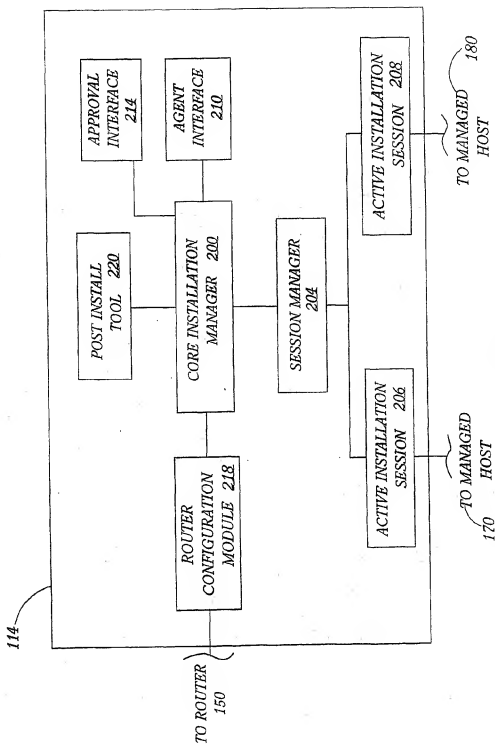 114
TO ROUTER
150
ROUTER
CONFIGURATION
MODULE 218
POST INSTALL
TOOL 220
APPROVAL
INTERFACE
214
CORE INSTALLATION
MANAGER 200
AGENT
INTERFACE
210
SESSION MANAGER
204
ACTIVE INSTALLATION
SESSION 206
ACTIVE INSTALLATION
SESSION 208
TO MANAGED
HOST
170
TO MANAGED
HOST
180